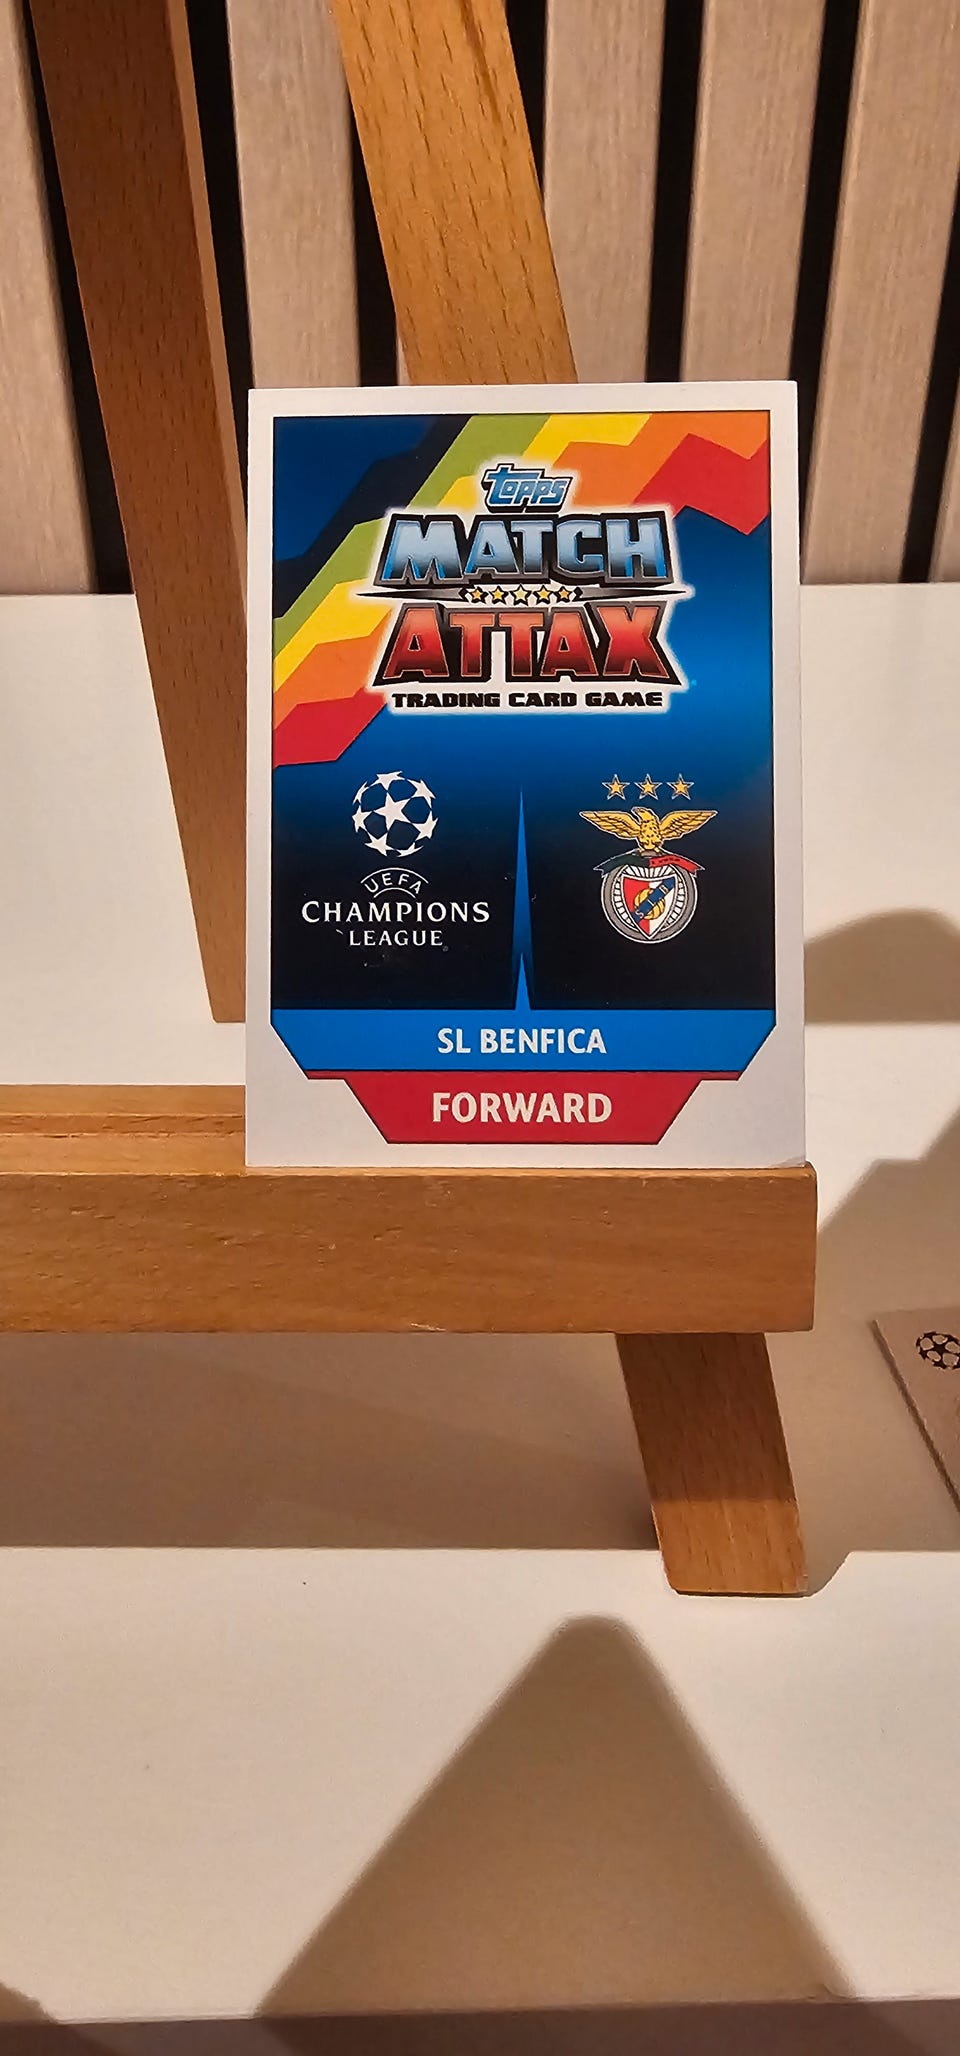 topps
MATCH
ATTAX
TRADING CARD GAME
UEFA
CHAMPIONS
LEAGUE
SL BENFICA
FORWARD